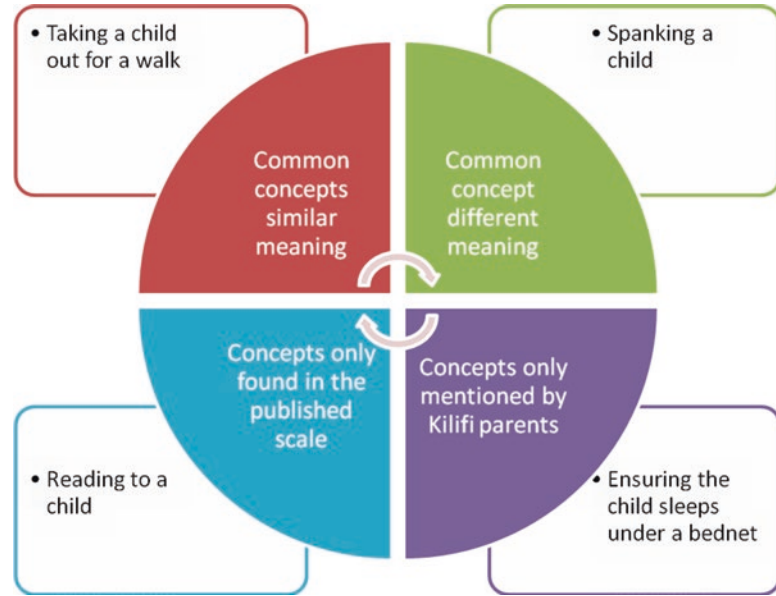 • Taking a child
out for a walk
• Spanking a
child
Common
concepts
similar
meaning
Common
concept
different
meaning
Concepts only
found in the
published
scale
Concepts only
mentioned by
Kilifi parents
• Reading to a
child
• Ensuring the
child sleeps
under a bednet